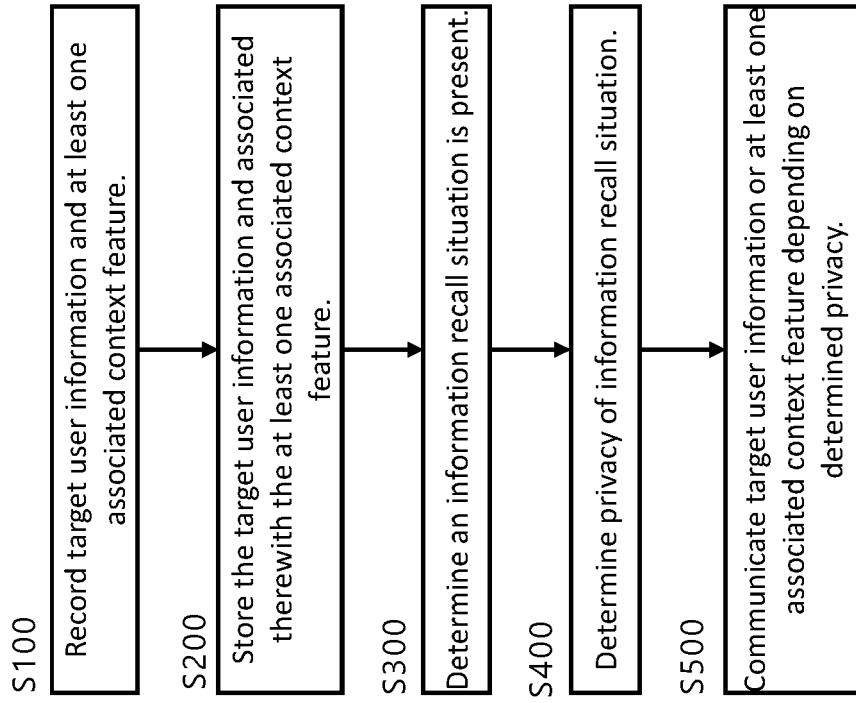 S100
Record target user information and at least one
associated context feature.
S200
Store the target user information and associated
therewith the at least one associated context
feature.
S300
Determine an information recall situation is present.
S400
Determine privacy of information recall situation.
S500
Communicate target user information or at least one
associated context feature depending on
determined privacy.